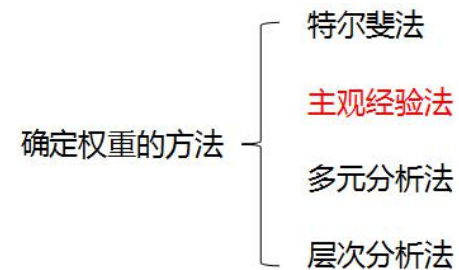 特尔斐法
主观经验法
确定权重的方法
多元分析法
层次分析法